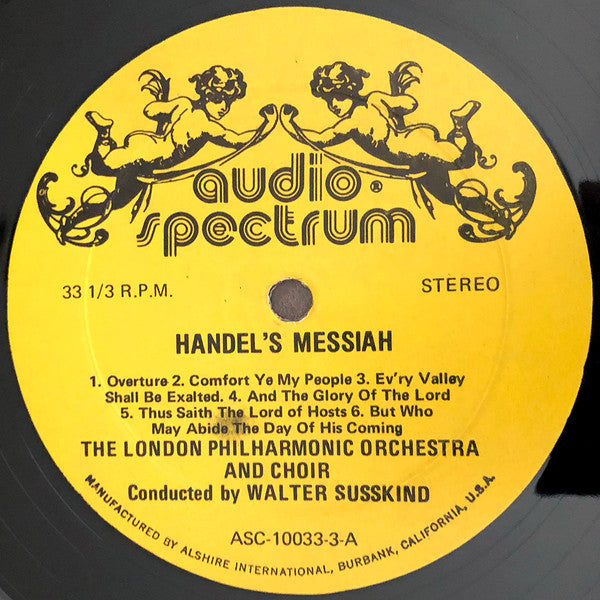 audio ®
spectrum
33 1/3 R.P.M.
STEREO
HANDEL'S MESSIAH
1. Overture 2. Comfort Ye My People 3. Ev'ry Valley
Shall Be Exalted. 4. And The Glory Of The Lord
5. Thus Saith The Lord of Hosts 6. But Who
May Abide The Day Of His Coming
THE LONDON PHILHARMONIC ORCHESTRA
AND CHOIR
Conducted by WALTER SUSSKIND
ASC-10033-3-A
MANUFACTURED BY ALSHIRE INTERNATIONAL, BURBANK, CALIFORNIA, U.S.A.